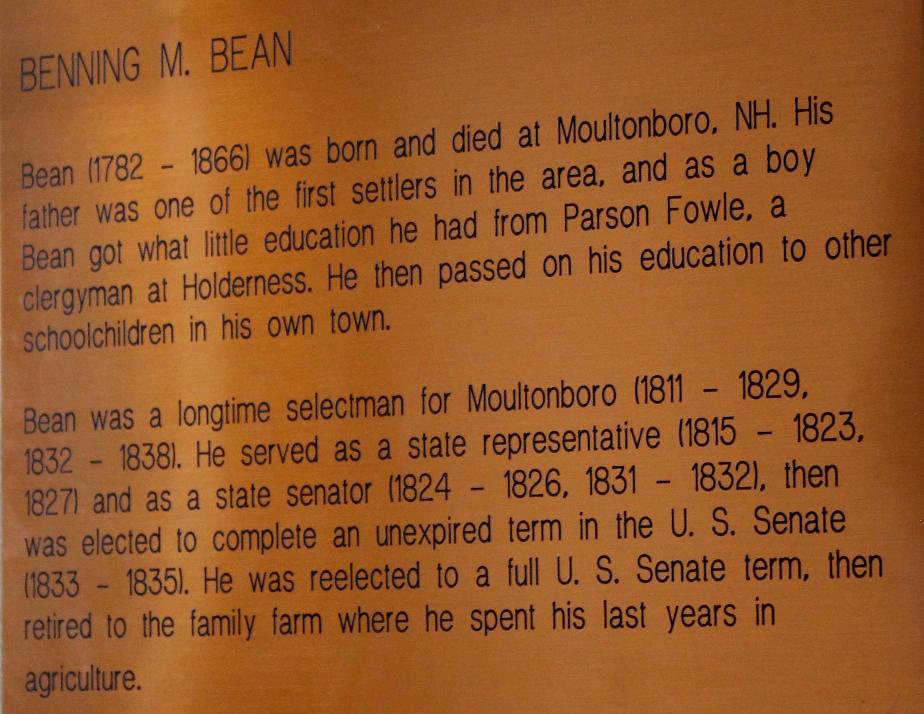 BENNING M. BEAN
Bean (1782 - 1866) was born and died at Moultonboro, NH. His
father was one of the first settlers in the area, and as a boy
Bean got what little education he had from Parson Fowle, a
clergyman at Holderness. He then passed on his education to other
schoolchildren in his own town.
Bean was a longtime selectman for Moultonboro (1811 - 1829,
1832 - 1838). He served as a state representative (1815 - 1823,
1827) and as a state senator (1824 - 1826, 1831 - 1832), then
was elected to complete an unexpired term in the U. S. Senate
(1833 - 1835). He was reelected to a full U. S. Senate term, then
retired to the family farm where he spent his last years in
agriculture.